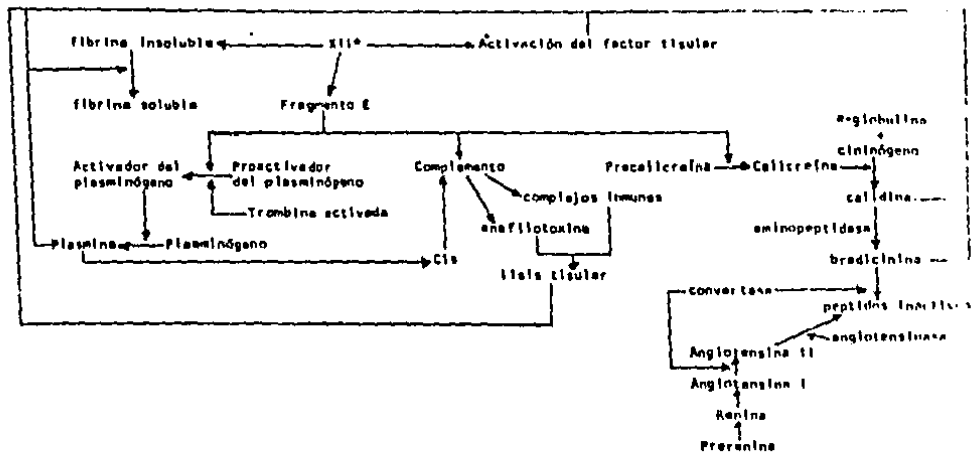 fibrina insoluble XII* Activación del factor tisular
fibrina soluble Fragmento E
α-globulina
Activador del plasminógeno
Proactivador del plasminógeno
Complemento
Precalicreína Calicreína cininógeno
complejos inmunes
calidina
Trombina activada
anafilotoxina
aminopeptidasa
Plasmina Plasminógeno
C1s
bradicinina
lisis tisular
convertasa
peptidos inactivos
angiotensinasa
Angiotensina II
Angiotensina I
Renina
Prerenina